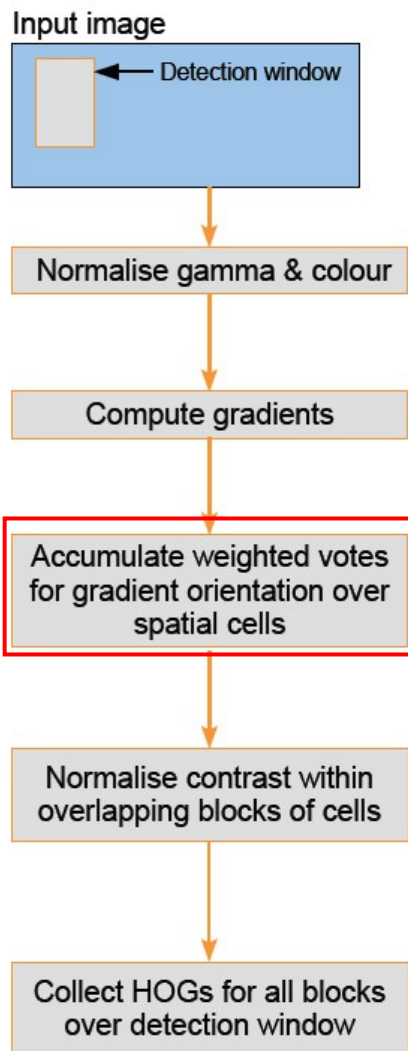 Input image
Detection window
Normalise gamma & colour
Compute gradients
Accumulate weighted votes
for gradient orientation over
spatial cells
Normalise contrast within
overlapping blocks of cells
Collect HOGs for all blocks
over detection window